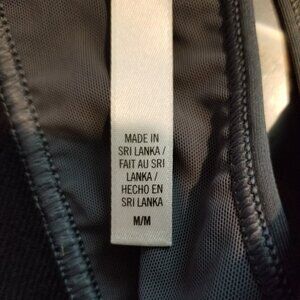 MADE IN
SRI LANKA /
FAIT AU SRI
LANKA /
HECHO EN
SRI LANKA
M/M